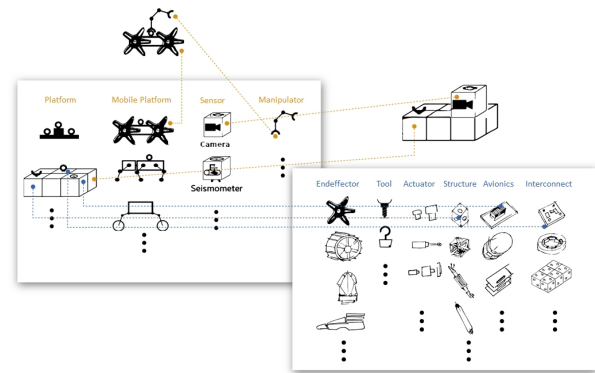 Platform Mobile Platform Sensor Manipulator
Camera
Seismometer
Endeffector Tool Actuator Structure Avionics Interconnect